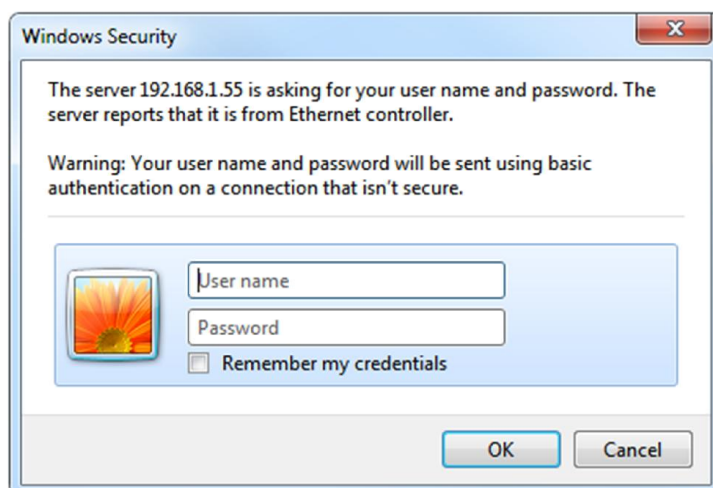 Windows Security
The server 192.168.1.55 is asking for your user name and password. The
server reports that it is from Ethernet controller.
Warning: Your user name and password will be sent using basic
authentication on a connection that isn't secure.
User name
Password
Remember my credentials
OK Cancel